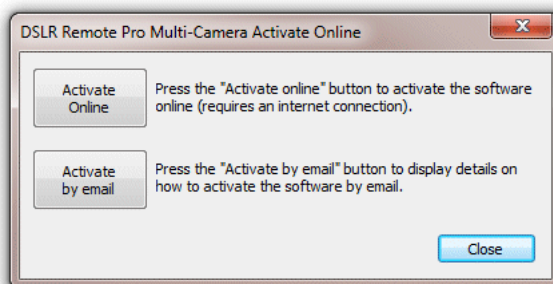 DSLR Remote Pro Multi-Camera Activate Online
Activate
Online
Press the "Activate online" button to activate the software
online (requires an internet connection).
Activate
by email
Press the "Activate by email" button to display details on
how to activate the software by email.
Close